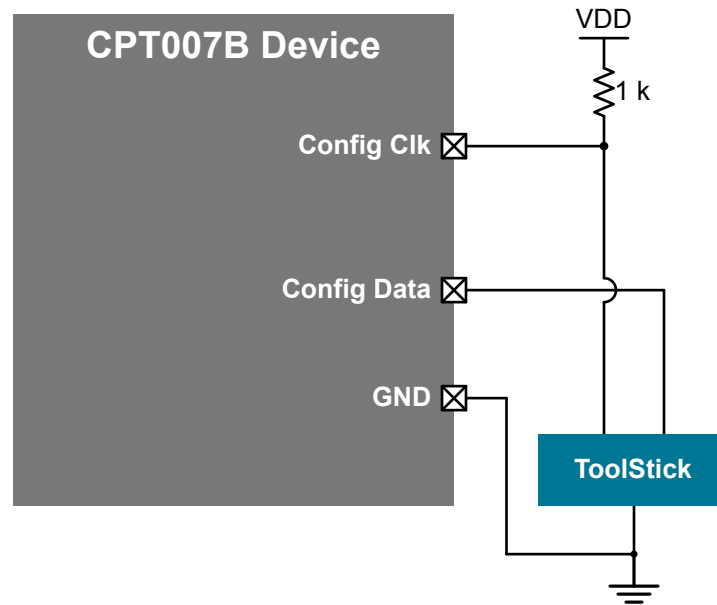 CPT007B Device
VDD
1 k
Config Clk
Config Data
GND
ToolStick